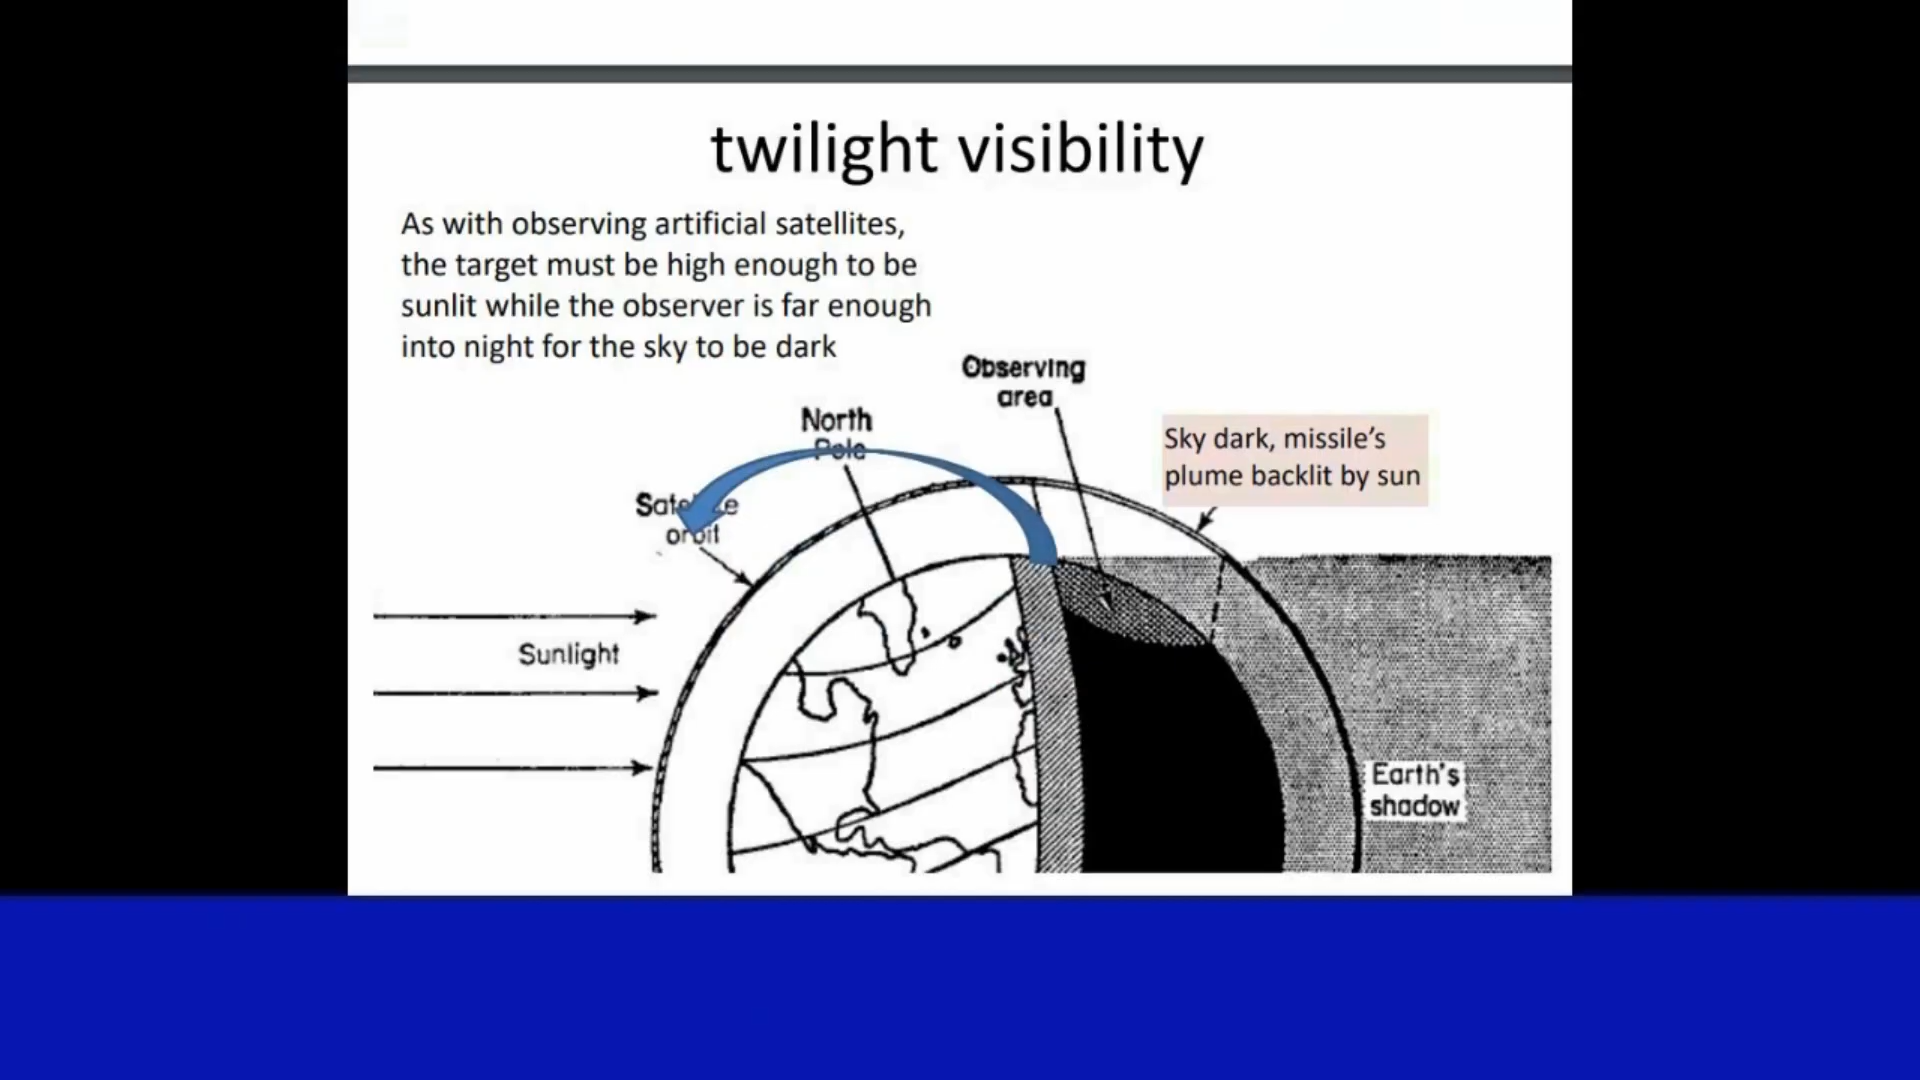 twilight visibility
As with observing artificial satellites,
the target must be high enough to be
sunlit while the observer is far enough
into night for the sky to be dark
Observing
area
North
Pole
Sky dark, missile's
plume backlit by sun
Satellite
orbit
Sunlight
Earth's
shadow